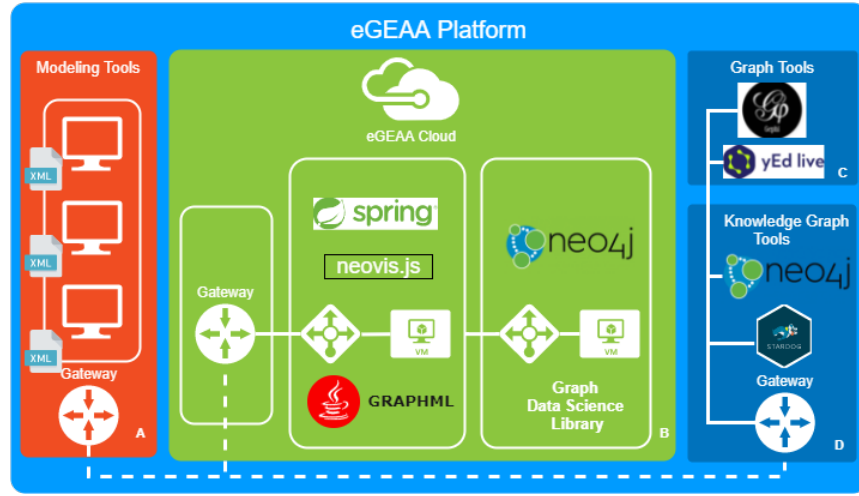 eGEAA Platform
Modeling Tools
XML
XML
XML
Gateway
A
eGEAA Cloud
Gateway
spring
neovis.js
VM
GRAPHML
neo4j
VM
Graph
Data Science
Library
B
Graph Tools
Gephi
yEd live
C
Knowledge Graph
Tools
neo4j
STARDOG
Gateway
D